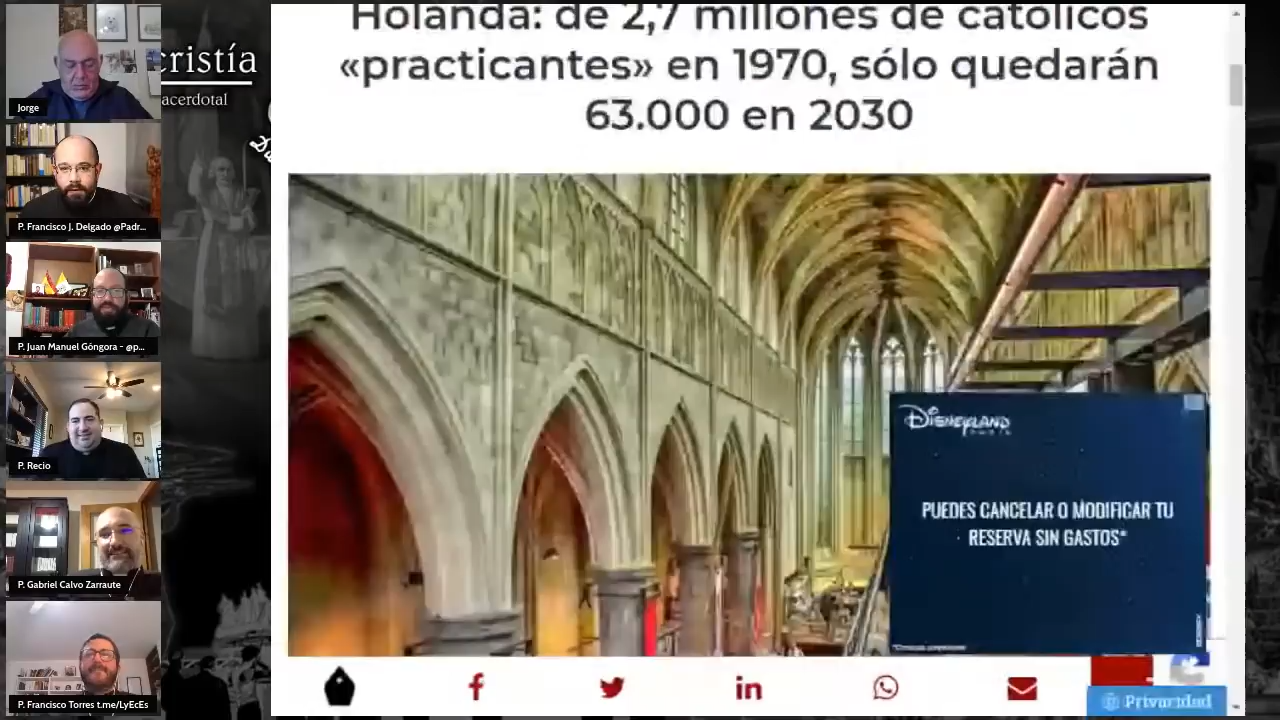 Jorge
P. Francisco J. Delgado @Padr...
P. Juan Manuel Góngora - @p...
P. Recio
P. Gabriel Calvo Zarraute
P. Francisco Torres t.me/LyEcEs
cristía
acerdotal
Holanda: de 2,7 millones de católicos
«practicantes» en 1970, sólo quedarán
63.000 en 2030
DISNEYLAND
PARIS
PUEDES CANCELAR O MODIFICAR TU
RESERVA SIN GASTOS*
Privacidad